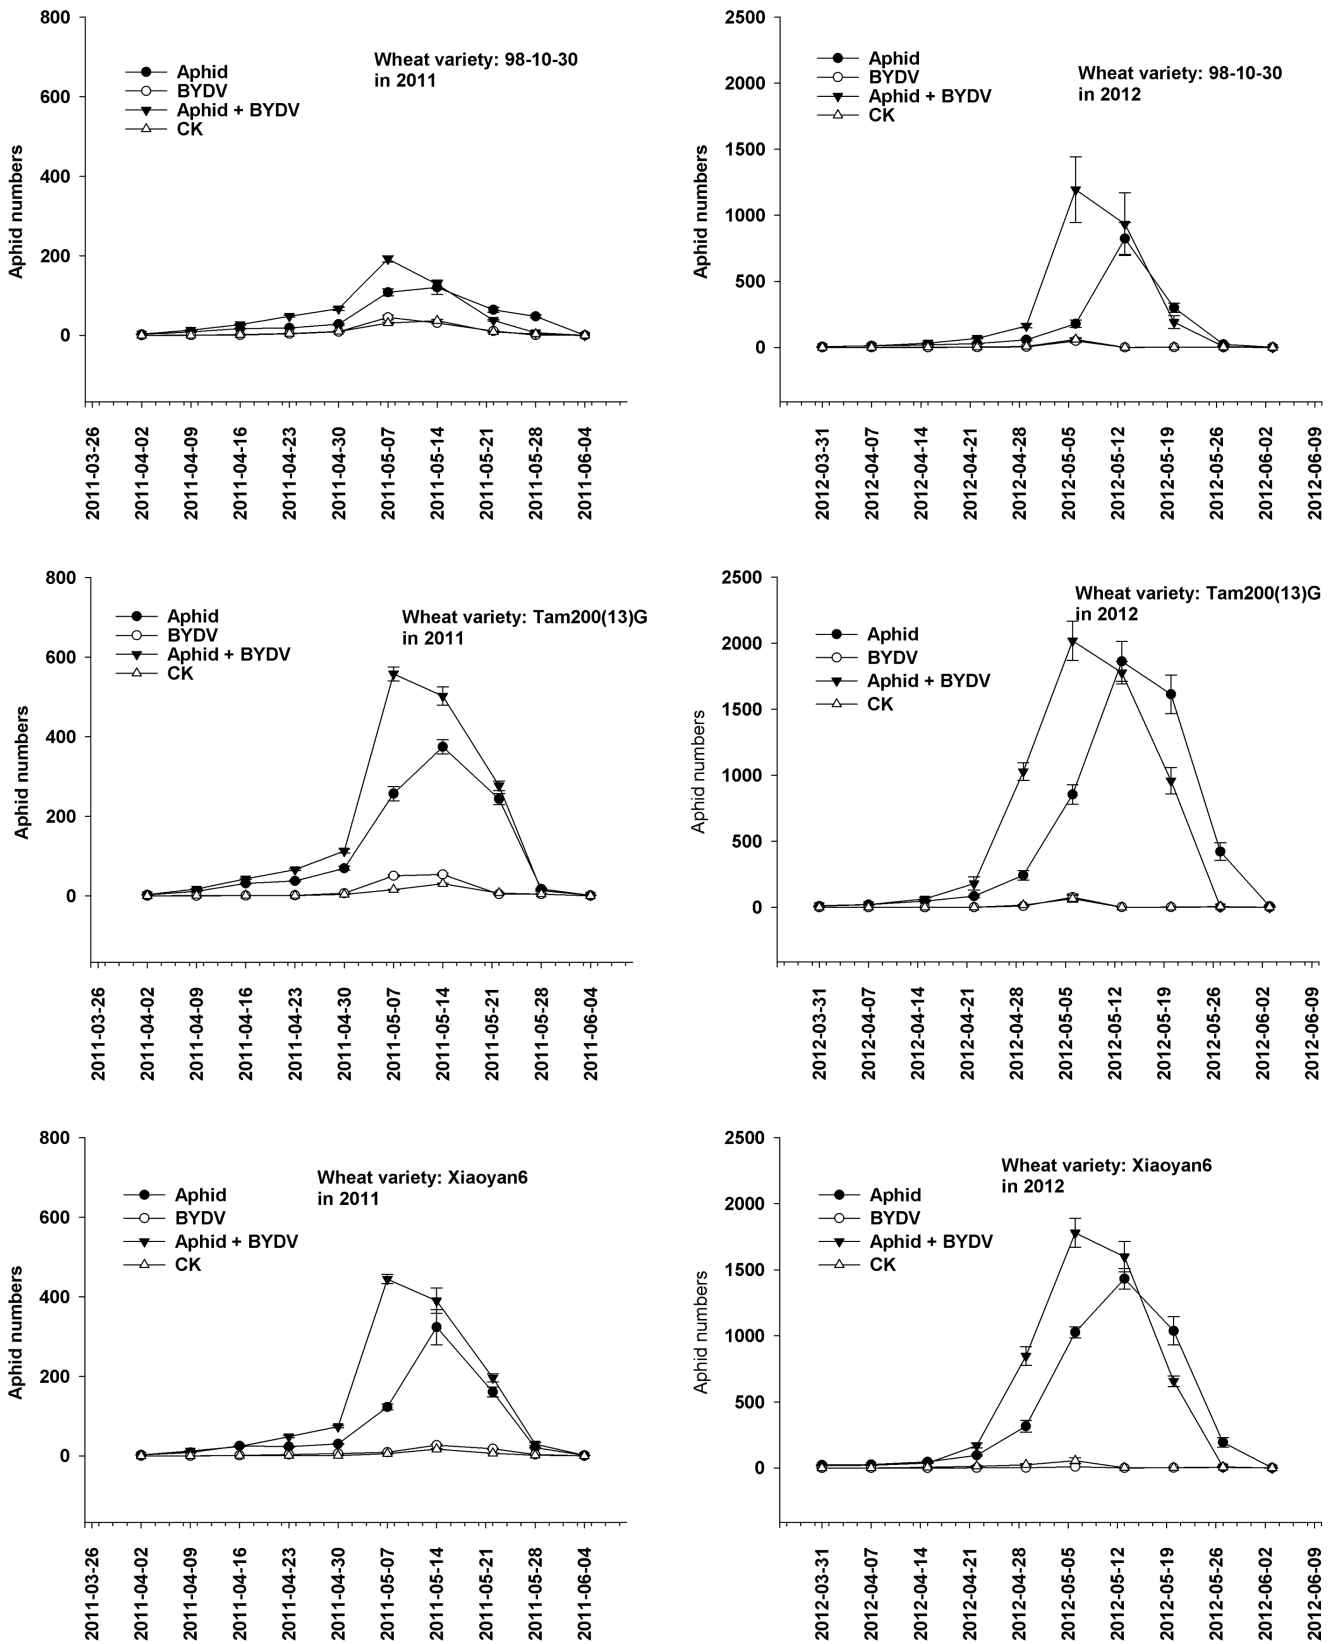 800
600
400
200
0
Aphid numbers
Aphid
BYDV
Aphid + BYDV
CK
Wheat variety: 98-10-30
in 2011
2011-03-26
2011-04-02
2011-04-09
2011-04-16
2011-04-23
2011-04-30
2011-05-07
2011-05-14
2011-05-21
2011-05-28
2011-06-04
2500
2000
1500
1000
500
0
Aphid numbers
Aphid
BYDV
Aphid + BYDV
CK
Wheat variety: 98-10-30
in 2012
2012-03-31
2012-04-07
2012-04-14
2012-04-21
2012-04-28
2012-05-05
2012-05-12
2012-05-19
2012-05-26
2012-06-02
2012-06-09
800
600
400
200
0
Aphid numbers
Aphid
BYDV
Aphid + BYDV
CK
Wheat variety: Tam200(13)G
in 2011
2011-03-26
2011-04-02
2011-04-09
2011-04-16
2011-04-23
2011-04-30
2011-05-07
2011-05-14
2011-05-21
2011-05-28
2011-06-04
2500
2000
1500
1000
500
0
Aphid numbers
Aphid
BYDV
Aphid + BYDV
CK
Wheat variety: Tam200(13)G
in 2012
2012-03-31
2012-04-07
2012-04-14
2012-04-21
2012-04-28
2012-05-05
2012-05-12
2012-05-19
2012-05-26
2012-06-02
2012-06-09
800
600
400
200
0
Aphid numbers
Aphid
BYDV
Aphid + BYDV
CK
Wheat variety: Xiaoyan6
in 2011
2011-03-26
2011-04-02
2011-04-09
2011-04-16
2011-04-23
2011-04-30
2011-05-07
2011-05-14
2011-05-21
2011-05-28
2011-06-04
2500
2000
1500
1000
500
0
Aphid numbers
Aphid
BYDV
Aphid + BYDV
CK
Wheat variety: Xiaoyan6
in 2012
2012-03-31
2012-04-07
2012-04-14
2012-04-21
2012-04-28
2012-05-05
2012-05-12
2012-05-19
2012-05-26
2012-06-02
2012-06-09